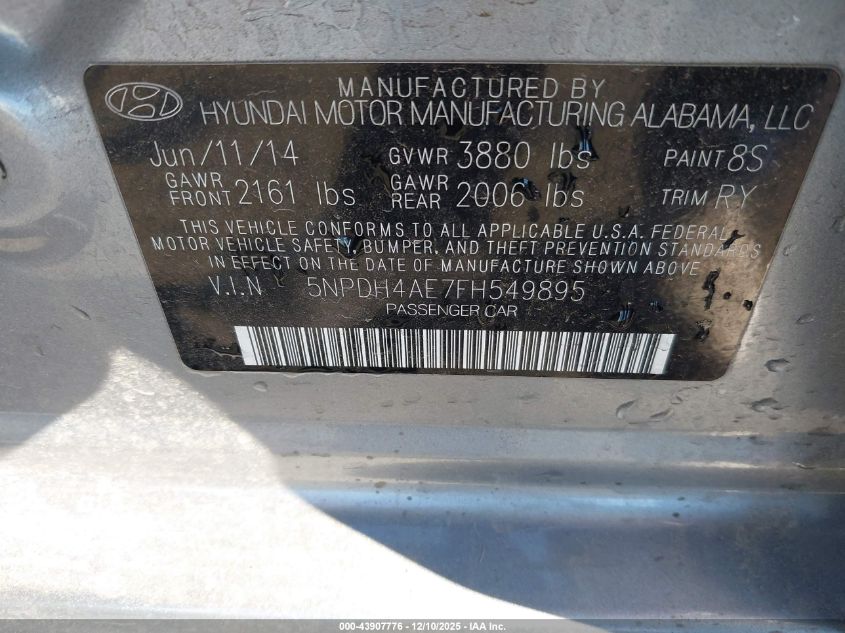 MANUFACTURED BY
HYUNDAI MOTOR MANUFACTURING ALABAMA, LLC
Jun/11/14 GVWR 3880 lbs PAINT 8S
GAWR FRONT 2161 lbs GAWR REAR 2006 lbs TRIM RY
THIS VEHICLE CONFORMS TO ALL APPLICABLE U.S.A. FEDERAL
MOTOR VEHICLE SAFETY, BUMPER, AND THEFT PREVENTION STANDARDS
IN EFFECT ON THE DATE OF MANUFACTURE SHOWN ABOVE
V.I.N 5NPDH4AE7FH549895
PASSENGER CAR
000-43907776 - 12/10/2025 - IAA Inc.